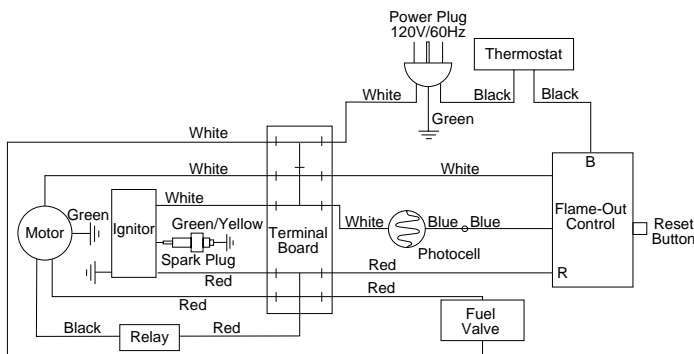 Power Plug
120V/60Hz
Thermostat
White
Black
Black
Green
White
White
White
B
White
Green
Ignitor
Green/Yellow
White
Blue
Blue
Flame-Out
Control
Reset
Button
Motor
Terminal
Board
Photocell
Spark Plug
Red
R
Red
Red
Red
Fuel
Valve
Black
Relay
Red